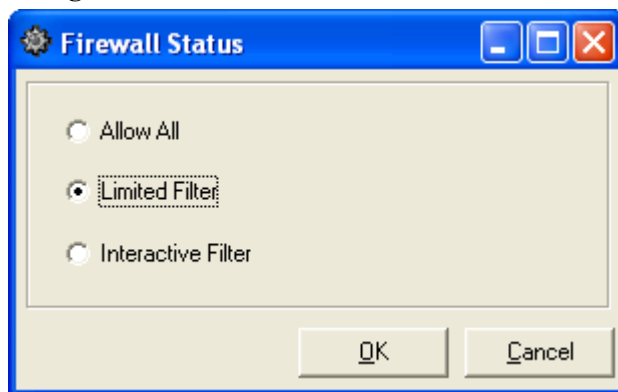 Firewall Status
Allow All
Limited Filter
Interactive Filter
OK
Cancel